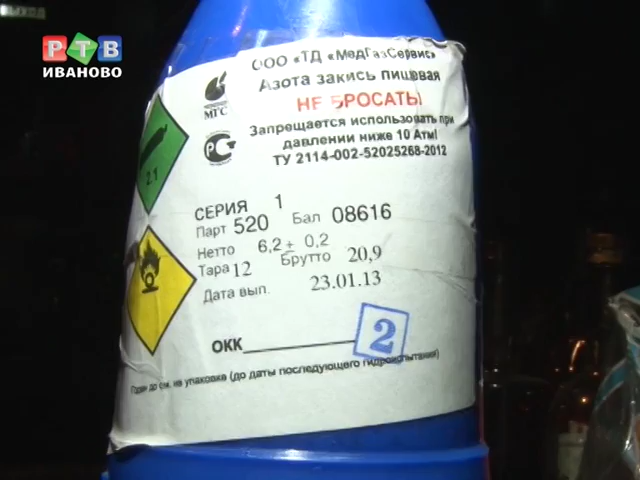 РТВ
ИВАНОВО
ООО «ТД «МедГазСервис»
Азота закись пищевая
НЕ БРОСАТЬ!
Запрещается использовать при
давлении ниже 10 Атм!
ТУ 2114-002-52025268-2012
МГС
2.1
СЕРИЯ 1
Парт 520 Бал 08616
Нетто 6,2 ± 0,2
Тара 12 Брутто 20,9
Дата вып. 23.01.13
2
ОКК
Годен до см. на упаковке (до даты последующего гидроиспытания)